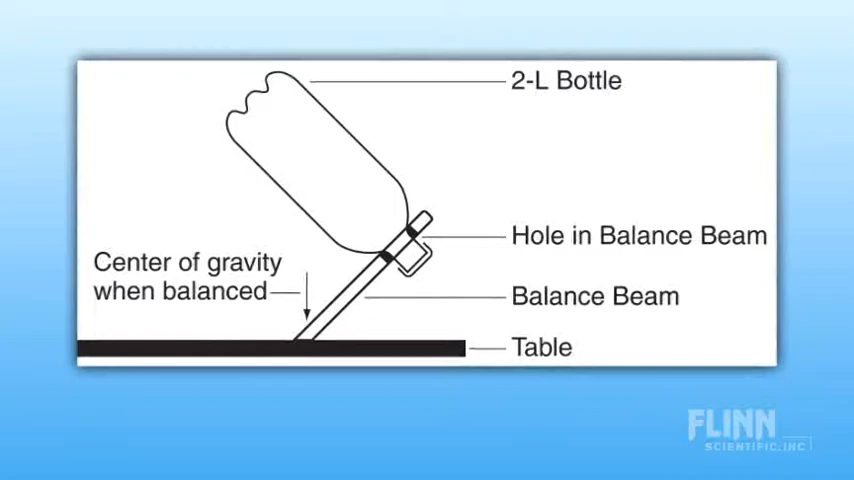 2-L Bottle
Hole in Balance Beam
Center of gravity
when balanced
Balance Beam
Table
FLINN
SCIENTIFIC, INC